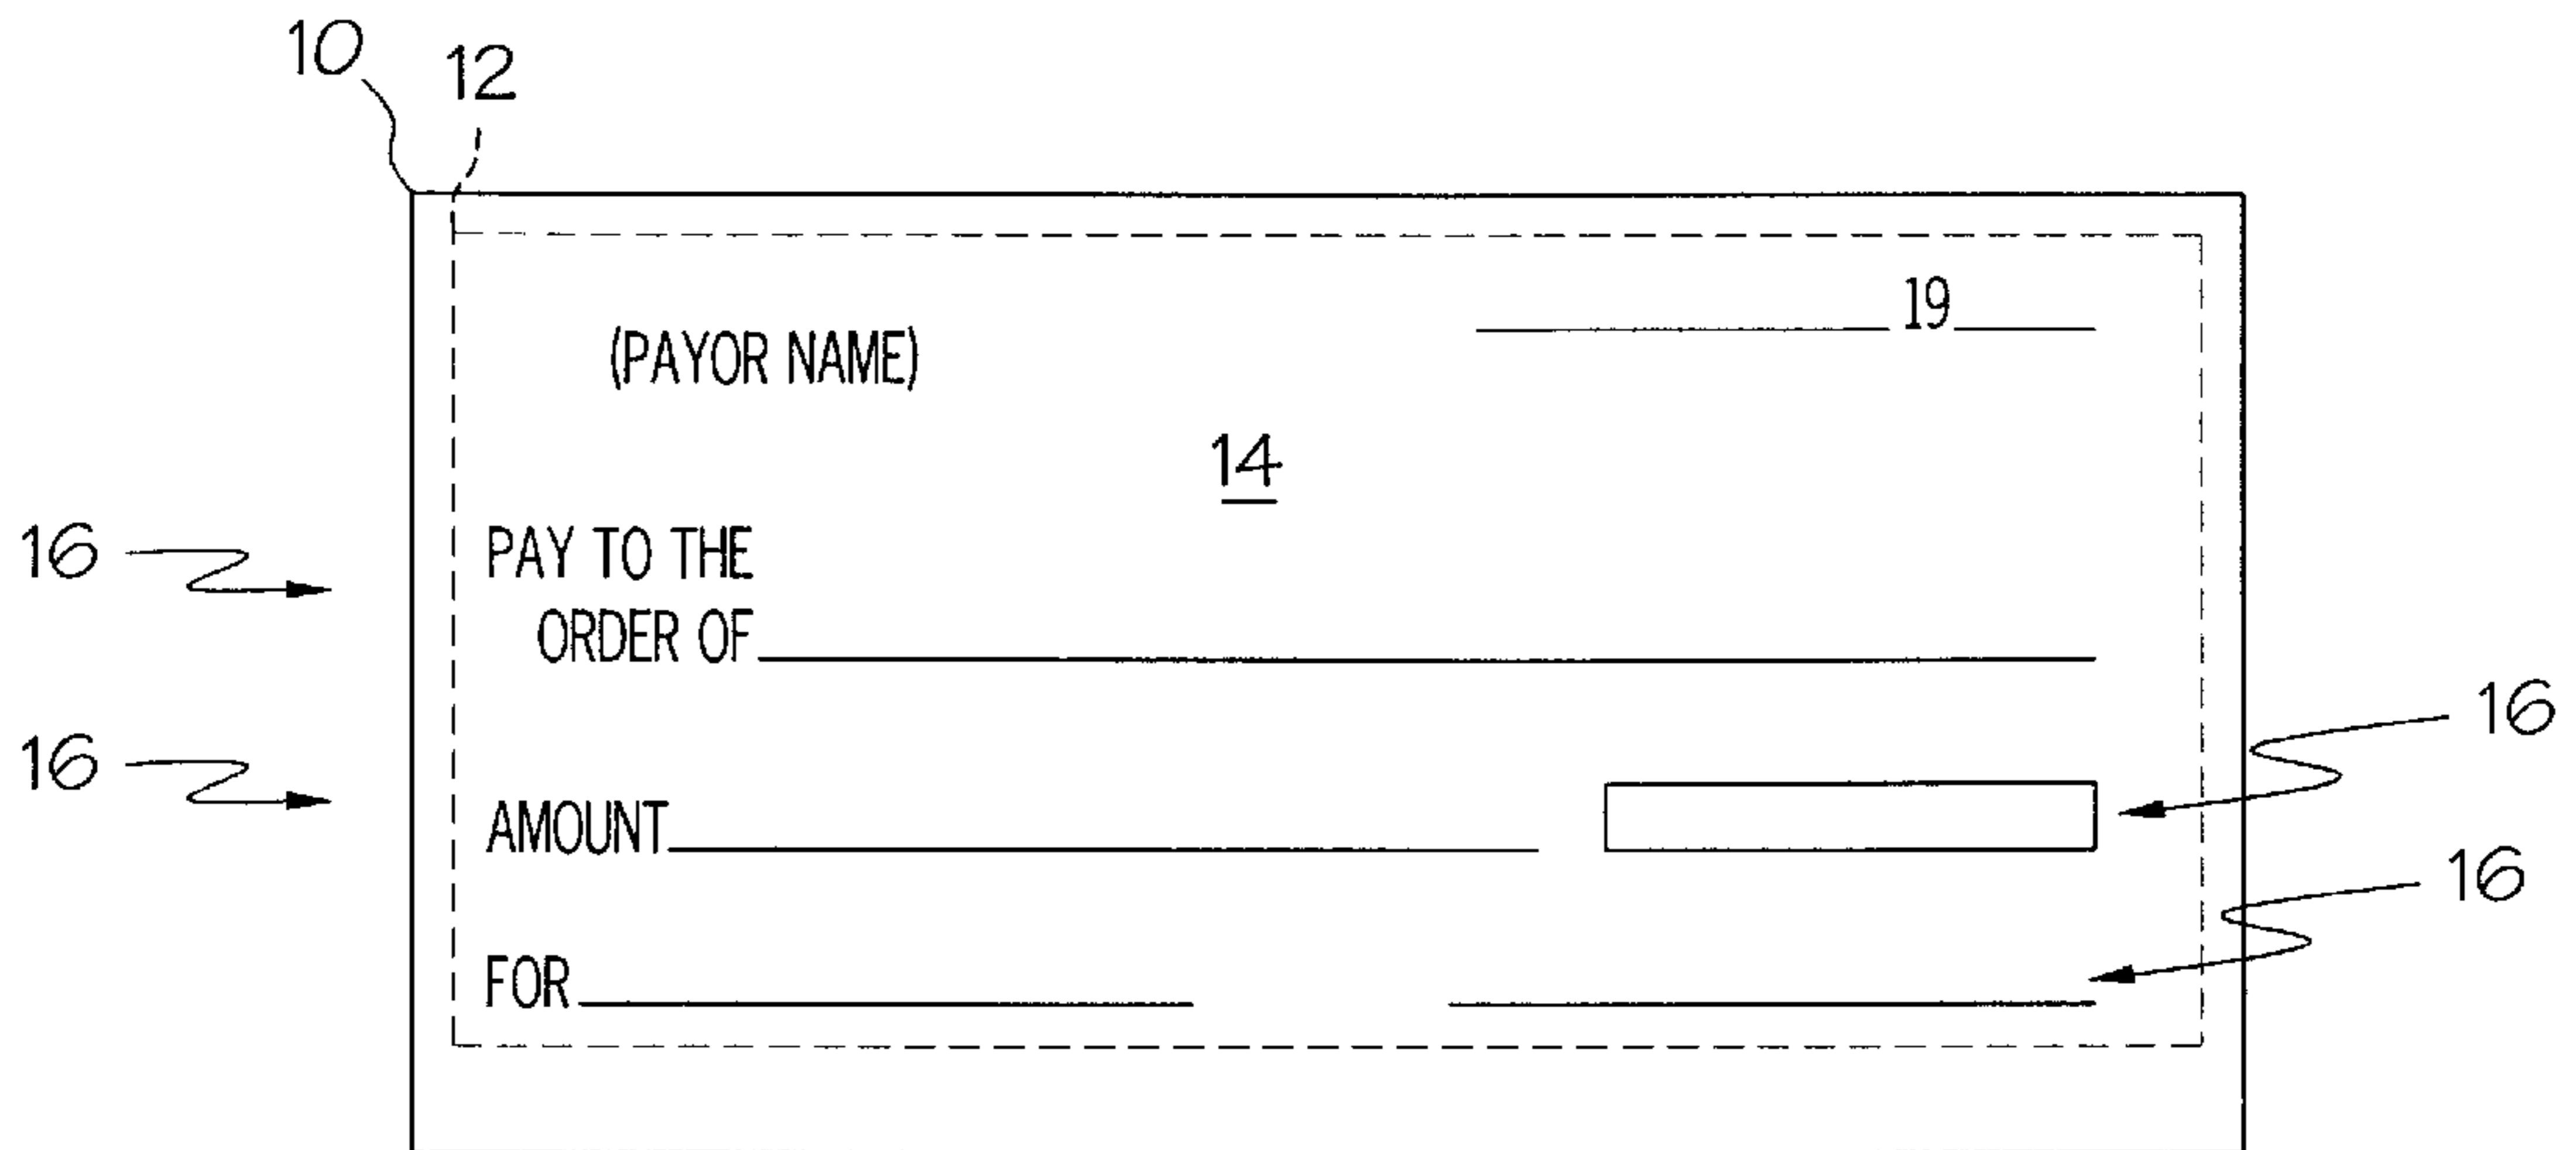 10
12
19
(PAYOR NAME)
14
16
PAY TO THE
ORDER OF
16
16
AMOUNT
16
FOR